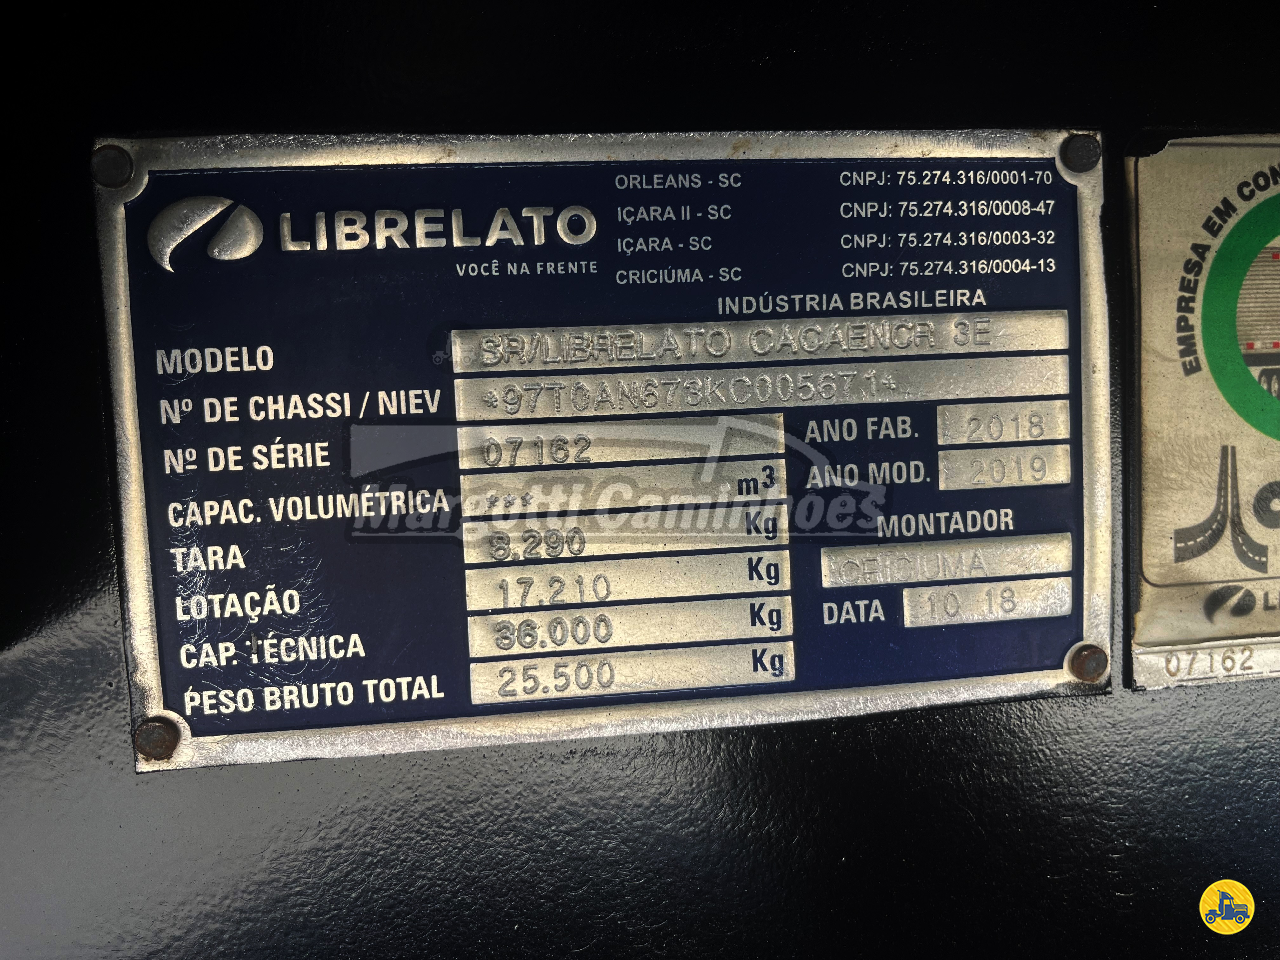 LIBRELATO
VOCÊ NA FRENTE
ORLEANS - SC CNPJ: 75.274.316/0001-70
IÇARA II - SC CNPJ: 75.274.316/0008-47
IÇARA - SC CNPJ: 75.274.316/0003-32
CRICIÚMA - SC CNPJ: 75.274.316/0004-13
INDÚSTRIA BRASILEIRA
MODELO SR/LIBRELATO CACAENCR 3E
Nº DE CHASSI / NIEV *97T0AN673KC005671*
Nº DE SÉRIE 07162
ANO FAB. 2018
CAPAC. VOLUMÉTRICA *** m3
ANO MOD. 2019
TARA 8.290 Kg
MONTADOR CRICIUMA
LOTAÇÃO 17.210 Kg
DATA 10 18
CAP. TÉCNICA 36.000 Kg
PESO BRUTO TOTAL 25.500 Kg
Margotti Caminhões
EMPRESA EM
07162